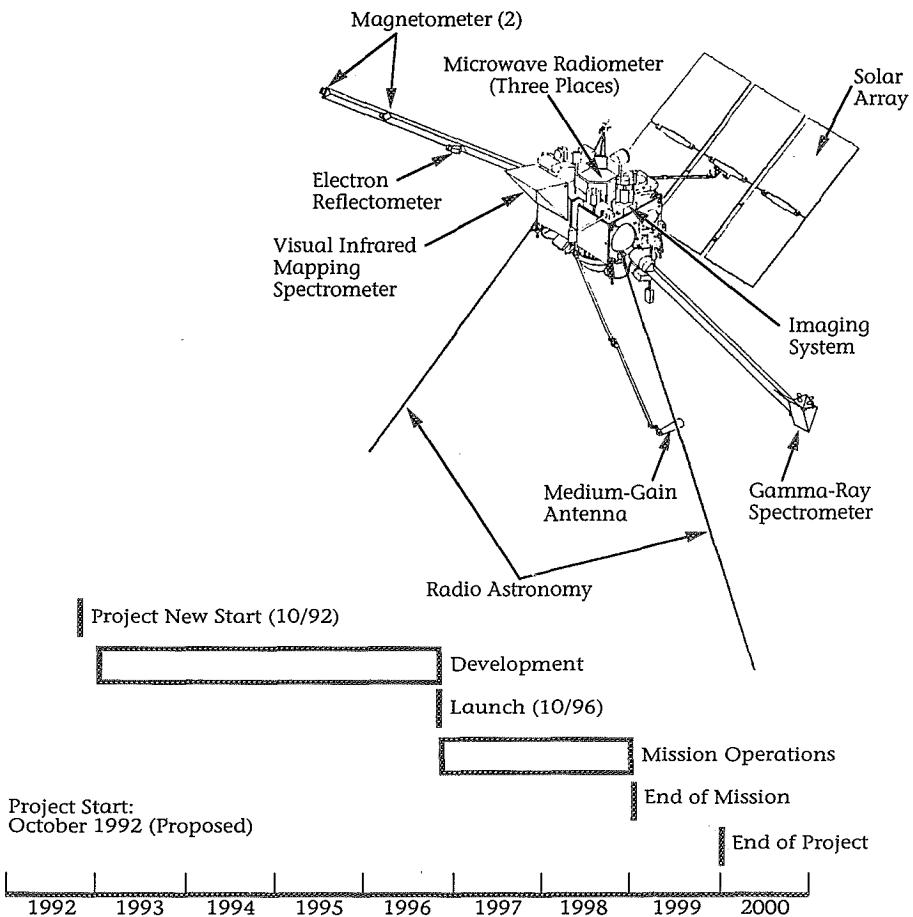 Magnetometer (2)
Microwave Radiometer
(Three Places)
Solar
Array
Electron
Reflectometer
Visual Infrared
Mapping
Spectrometer
Imaging
System
Medium-Gain
Antenna
Gamma-Ray
Spectrometer
Radio Astronomy
Project New Start (10/92)
Development
Launch (10/96)
Mission Operations
End of Mission
Project Start:
October 1992 (Proposed)
End of Project
1992 1993 1994 1995 1996 1997 1998 1999 2000